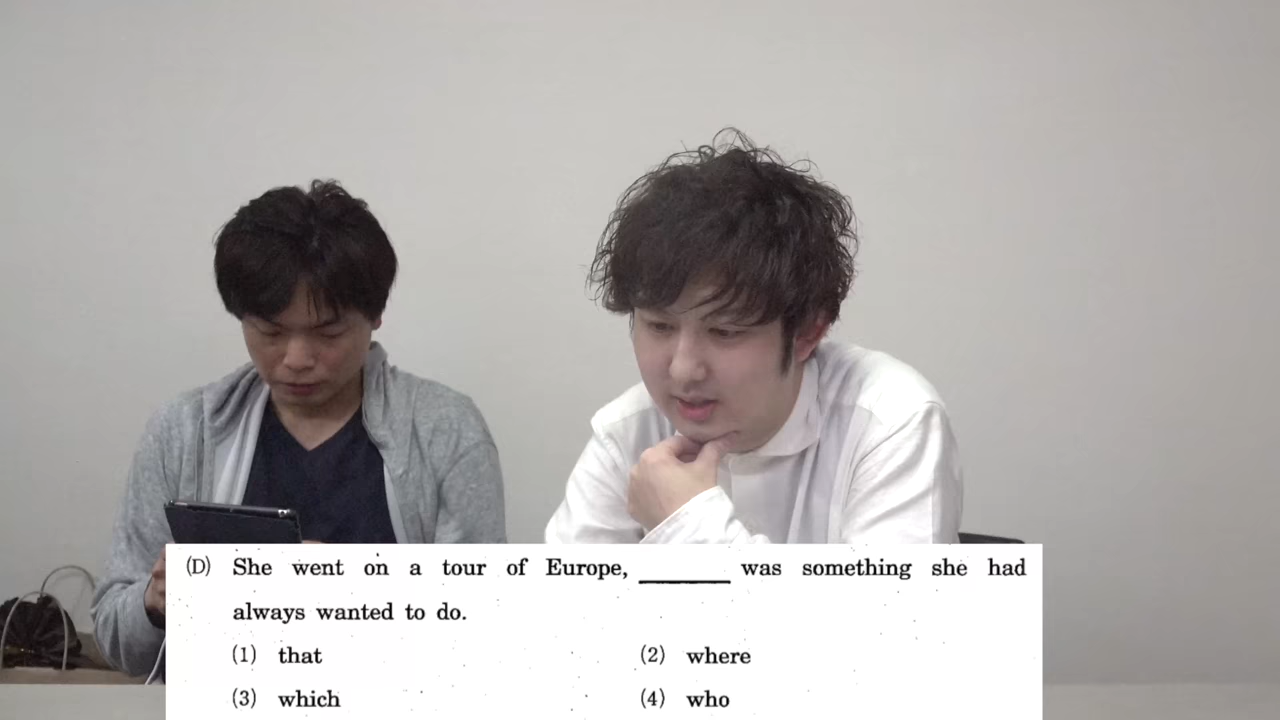 (D) She went on a tour of Europe, ________ was something she had
always wanted to do.
(1) that (2) where
(3) which (4) who